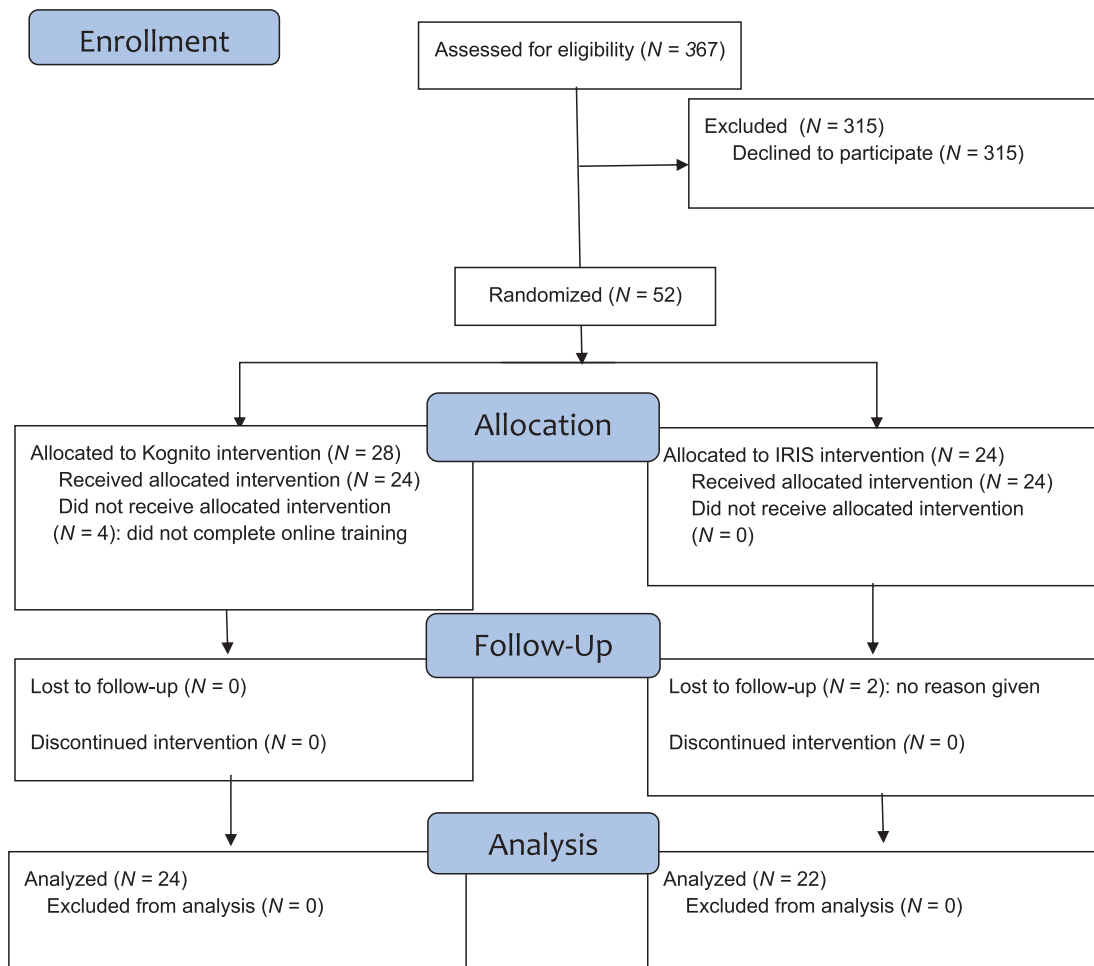 Enrollment
Assessed for eligibility (N = 367)
Excluded (N = 315)
Declined to participate (N = 315)
Randomized (N = 52)
Allocation
Allocated to Kognito intervention (N = 28)
Received allocated intervention (N = 24)
Did not receive allocated intervention
(N = 4): did not complete online training
Allocated to IRIS intervention (N = 24)
Received allocated intervention (N = 24)
Did not receive allocated intervention
(N = 0)
Follow-Up
Lost to follow-up (N = 0)
Discontinued intervention (N = 0)
Lost to follow-up (N = 2): no reason given
Discontinued intervention (N = 0)
Analysis
Analyzed (N = 24)
Excluded from analysis (N = 0)
Analyzed (N = 22)
Excluded from analysis (N = 0)